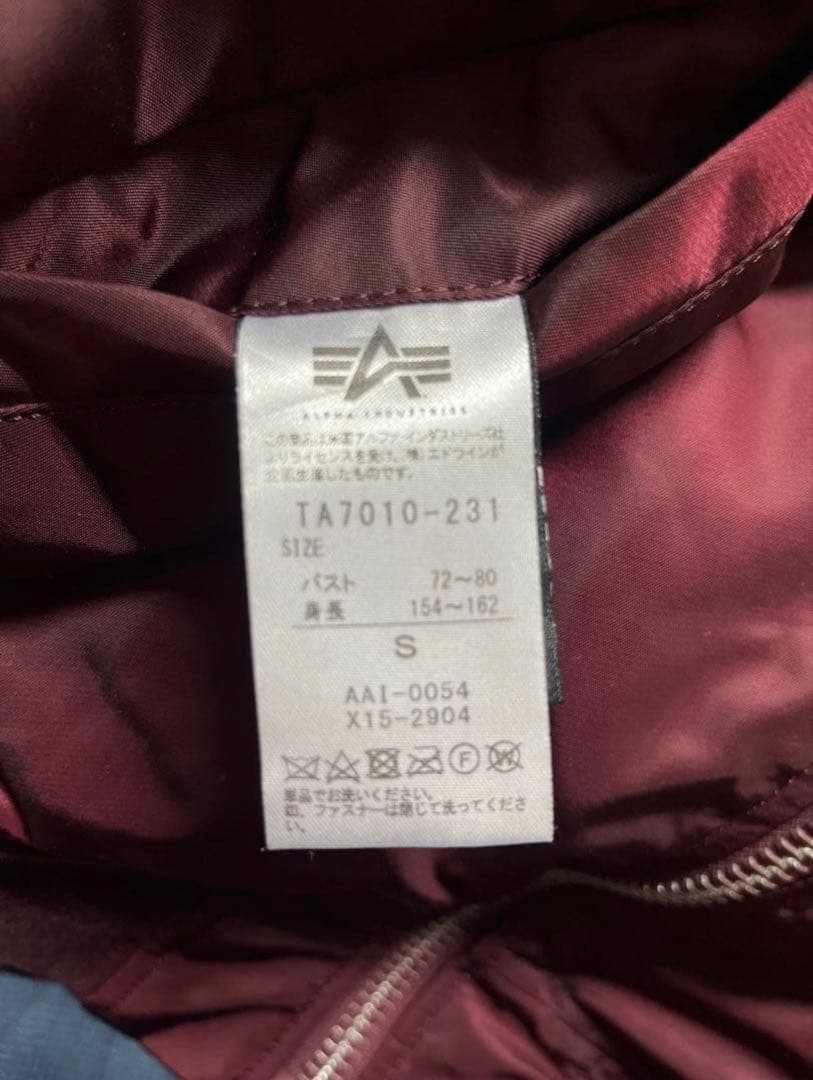 ALPHA INDUSTRIES
この商品は米国アルファインダストリーズ社
よりライセンスを受け、㈱エドウインが
企画生産したものです。
TA7010-231
SIZE
バスト 72～80
身長 154～162
S
AAI-0054
X15-2904
F W
単品でお洗いください。
尚、ファスナーは閉じて洗ってくださ
い。